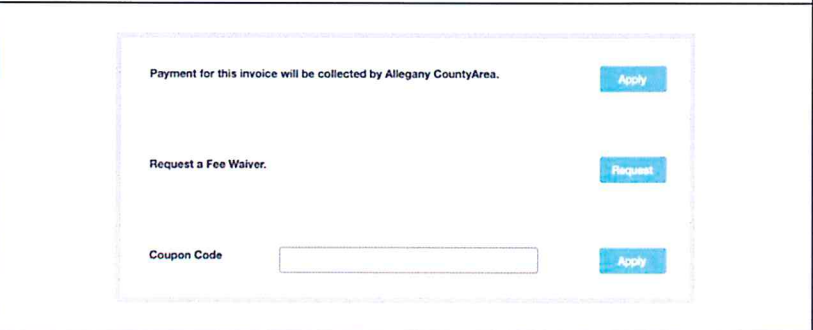 Payment for this invoice will be collected by Allegany CountyArea.
Apply
Request a Fee Waiver.
Request
Coupon Code
Apply